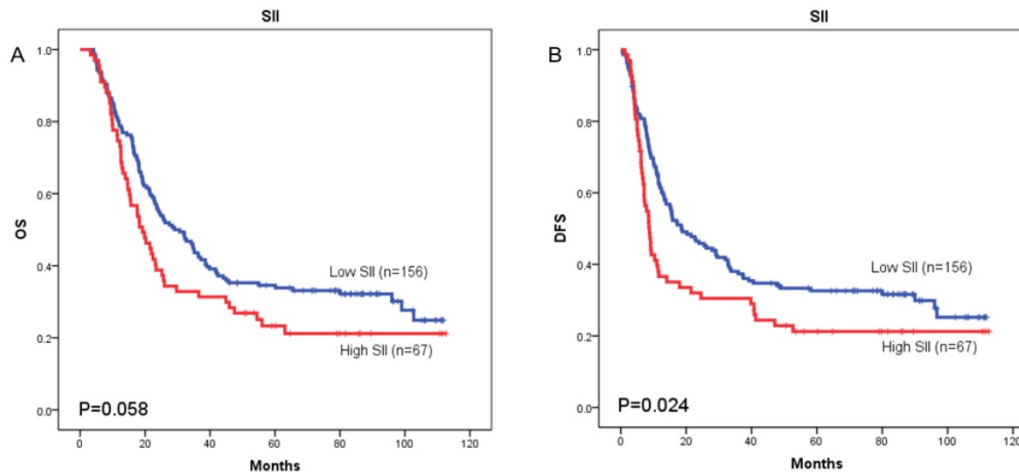 SII
A
1.0
0.8
0.6
0.4
0.2
0.0
OS
Low SII (n=156)
High SII (n=67)
P=0.058
0 20 40 60 80 100 120
Months
SII
B
1.0
0.8
0.6
0.4
0.2
0.0
DFS
Low SII (n=156)
High SII (n=67)
P=0.024
0 20 40 60 80 100 120
Months